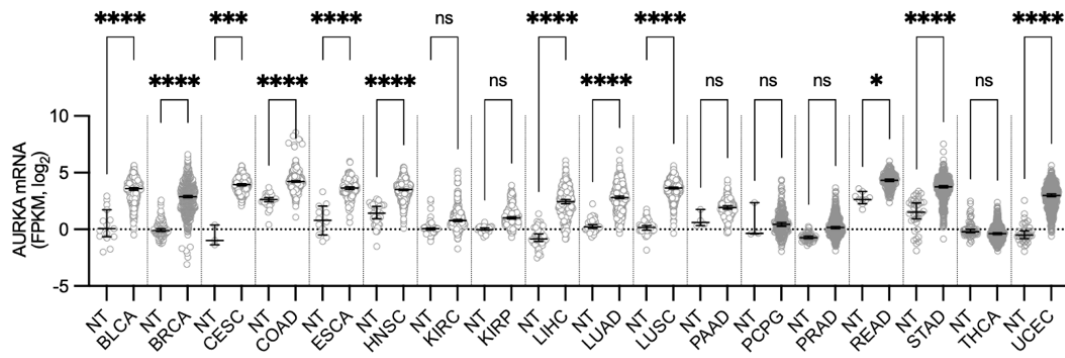 **** *** **** ns **** **** **** ****
**** **** **** ns **** ns ns ns * ns
AURKA mRNA
(FPKM, log2)
10
5
0
-5
NT BLCA NT BRCA NT CESC NT COAD NT ESCA NT HNSC NT KIRC NT KIRP NT LIHC NT LUAD NT LUSC NT PAAD NT PCPG NT PRAD NT READ NT STAD NT THCA NT UCEC